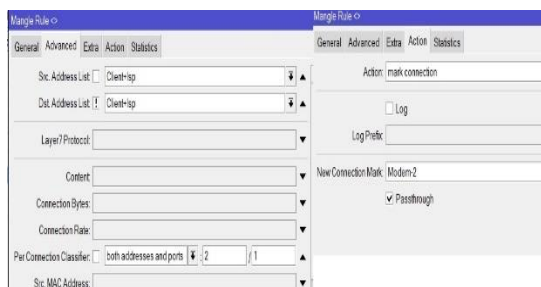 Mangle Rule <>
General Advanced Extra Action Statistics
Src. Address List: Client+Isp
Dst. Address List: ! Client+Isp
Layer7 Protocol:
Content:
Connection Bytes:
Connection Rate:
Per Connection Classifier: both addresses and ports : 2 / 1
Src. MAC Address:
Mangle Rule <>
General Advanced Extra Action Statistics
Action: mark connection
Log
Log Prefix:
New Connection Mark: Modem-2
Passthrough